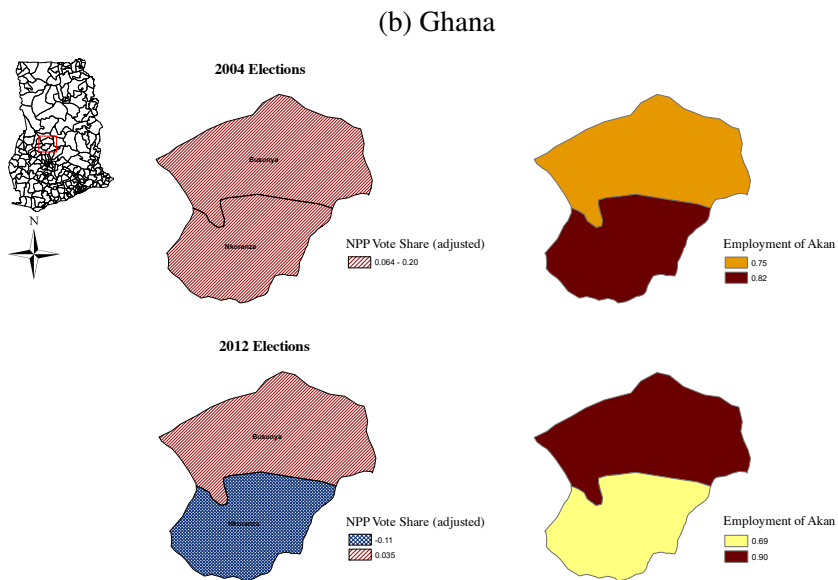 (b) Ghana
2004 Elections
Busunya
Nkoranza
N
NPP Vote Share (adjusted)
0.064 - 0.20
Employment of Akan
0.75
0.82
2012 Elections
Busunya
Nkoranza
NPP Vote Share (adjusted)
-0.11
0.035
Employment of Akan
0.69
0.90